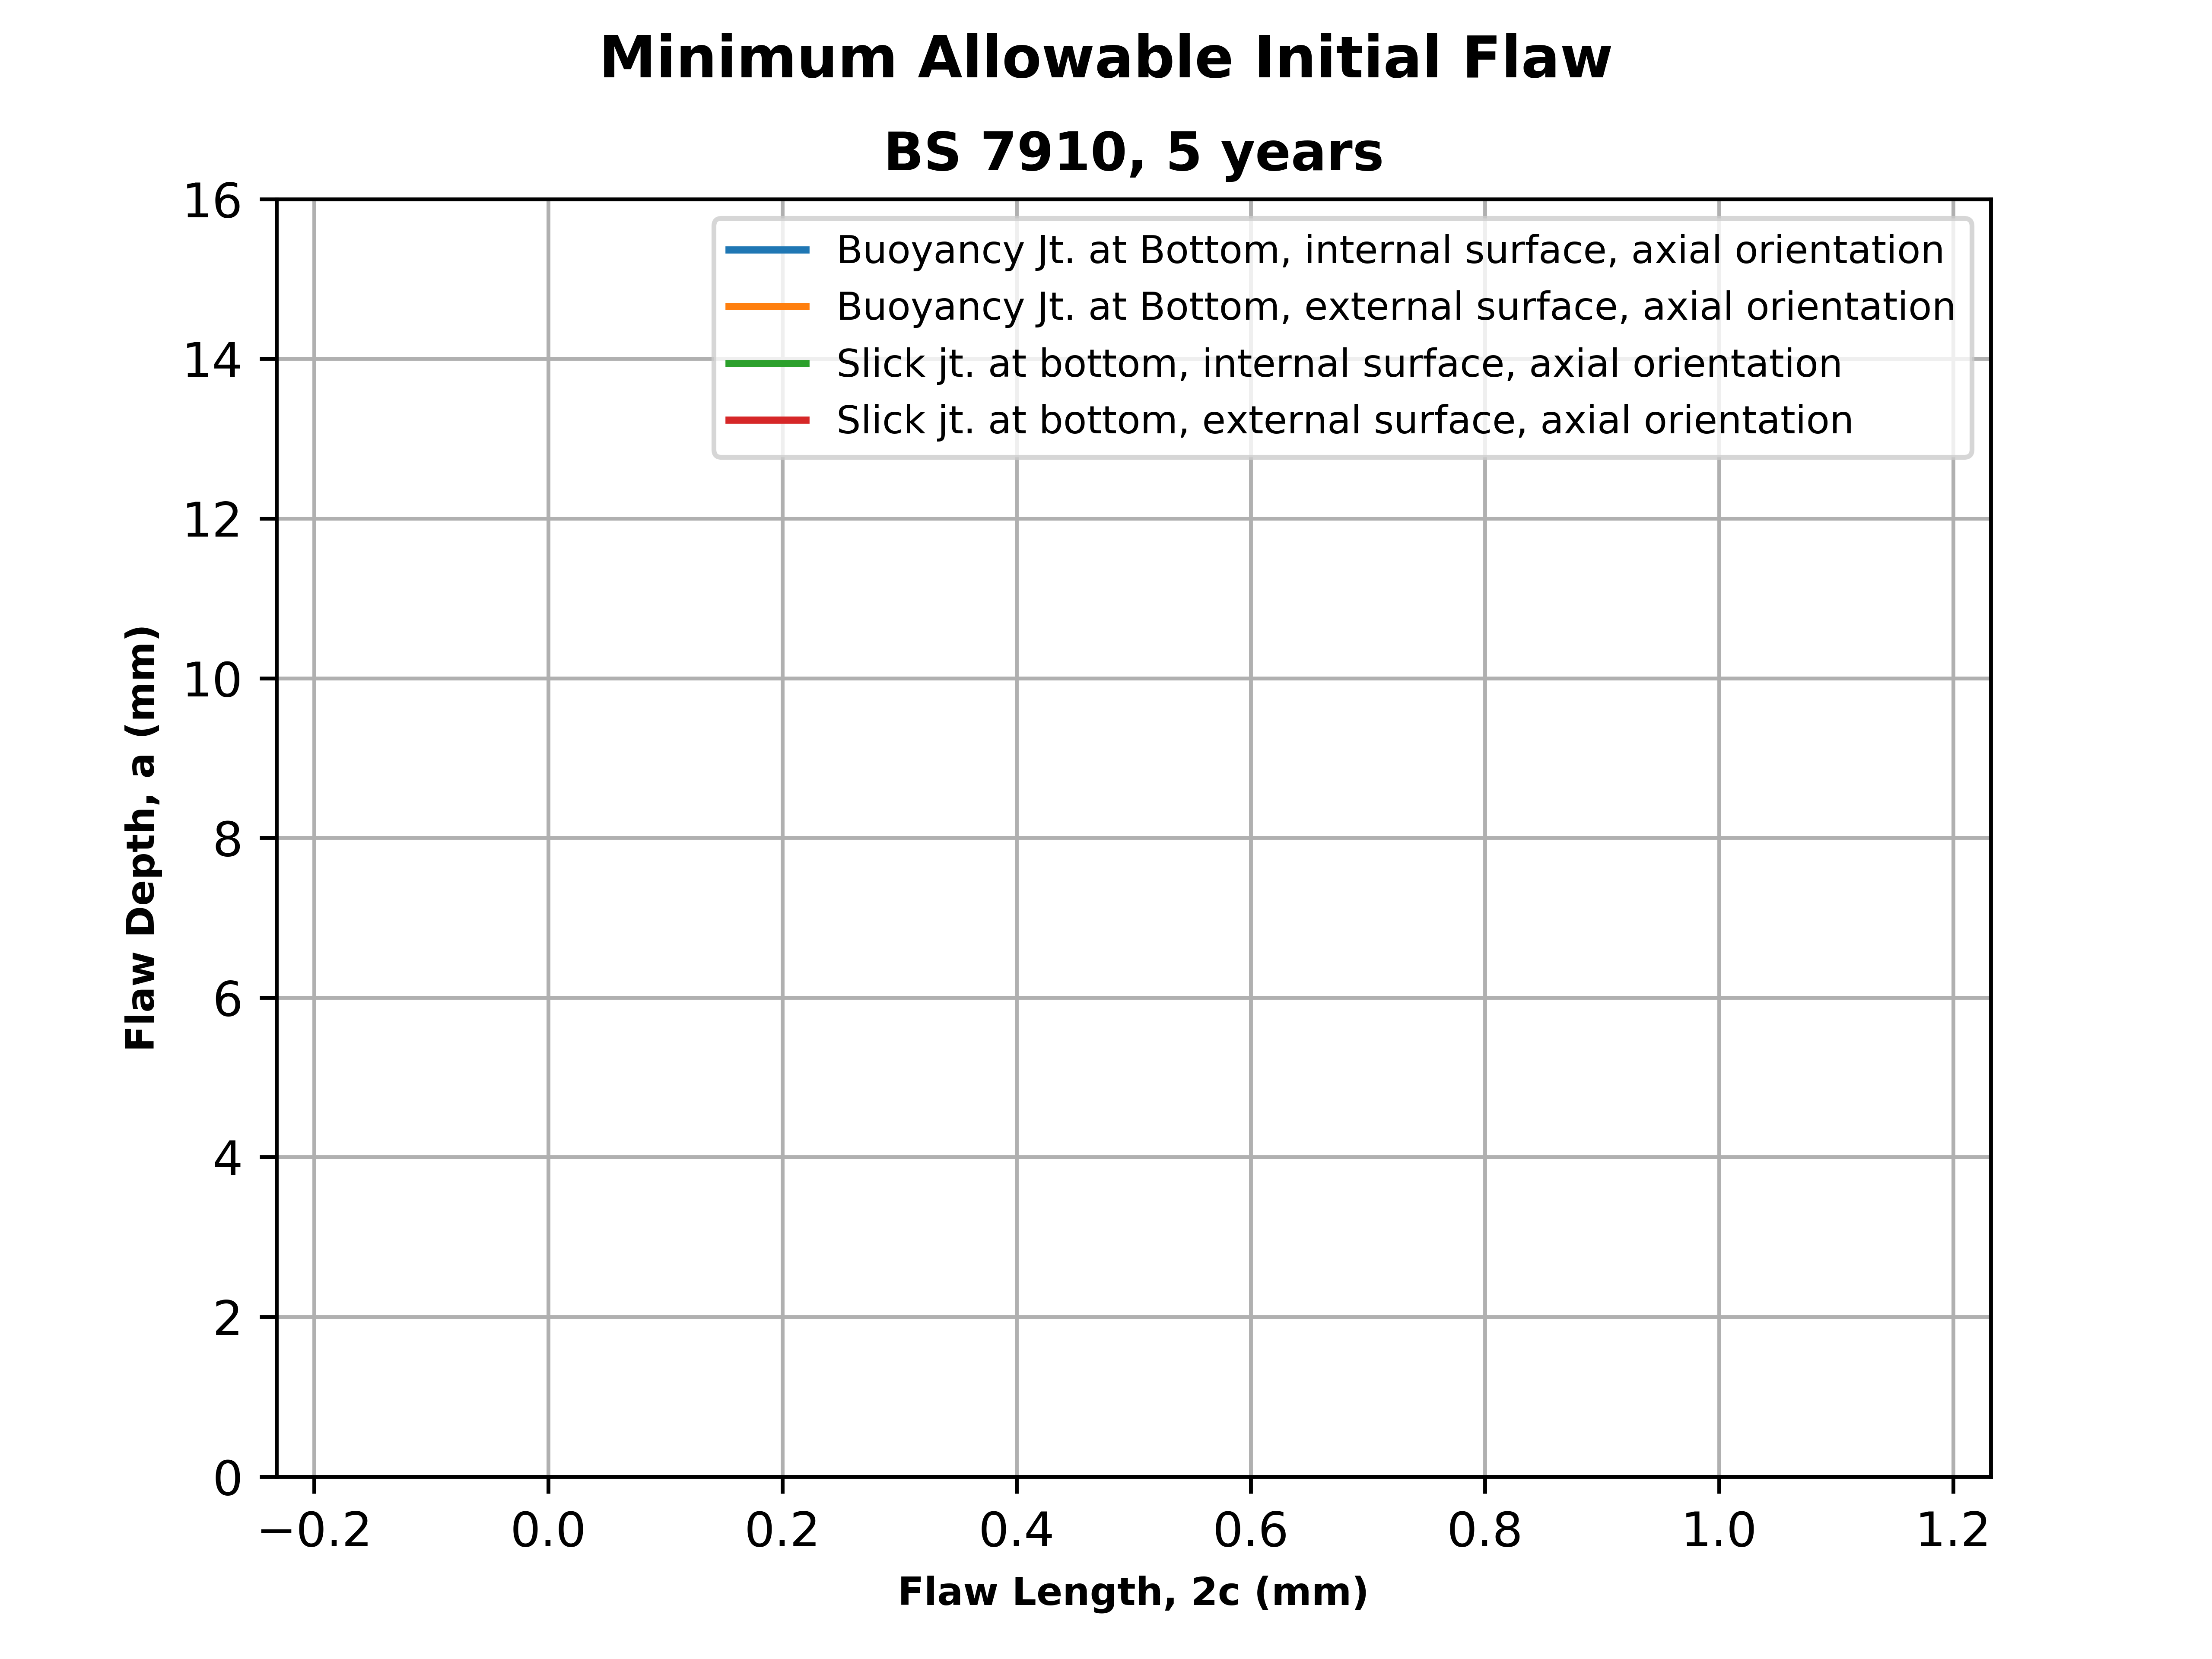 Minimum Allowable Initial Flaw
BS 7910, 5 years
Buoyancy Jt. at Bottom, internal surface, axial orientation
Buoyancy Jt. at Bottom, external surface, axial orientation
Slick jt. at bottom, internal surface, axial orientation
Slick jt. at bottom, external surface, axial orientation
Flaw Depth, a (mm)
16
14
12
10
8
6
4
2
0
−0.2 0.0 0.2 0.4 0.6 0.8 1.0 1.2
Flaw Length, 2c (mm)